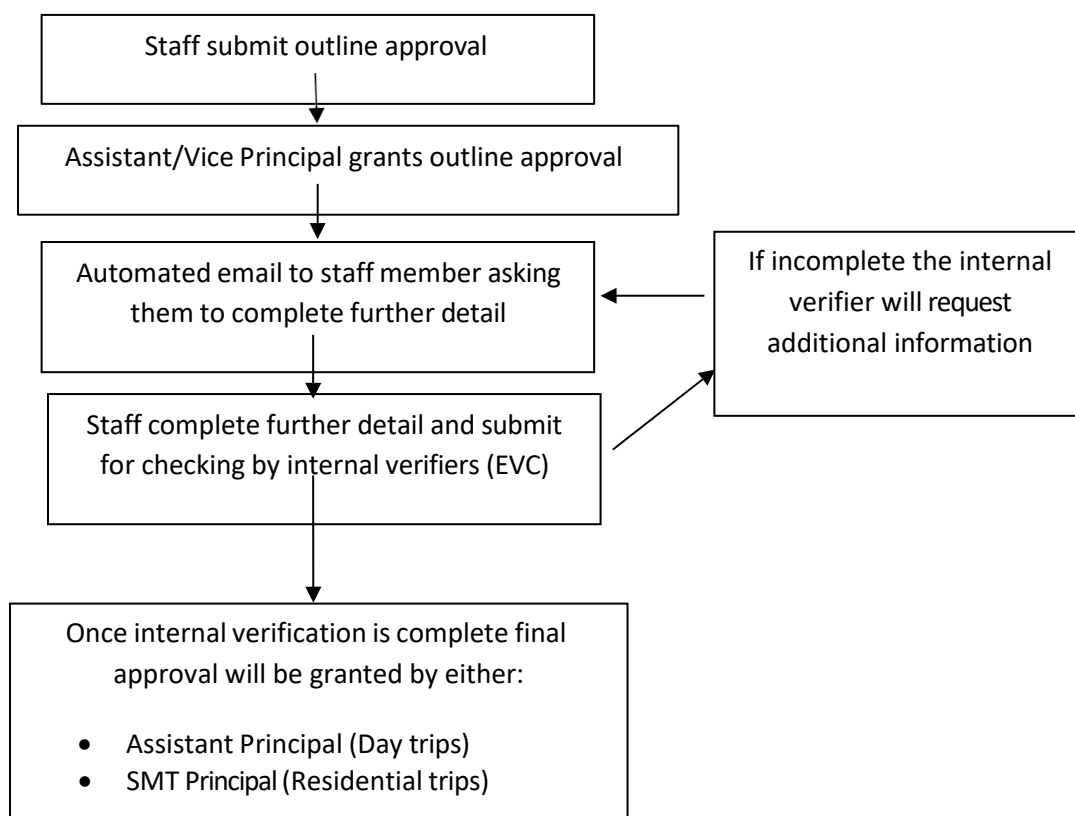 Staff submit outline approval
Assistant/Vice Principal grants outline approval
Automated email to staff member asking
them to complete further detail
If incomplete the internal
verifier will request
additional information
Staff complete further detail and submit
for checking by internal verifiers (EVC)
Once internal verification is complete final
approval will be granted by either:
• Assistant Principal (Day trips)
• SMT Principal (Residential trips)